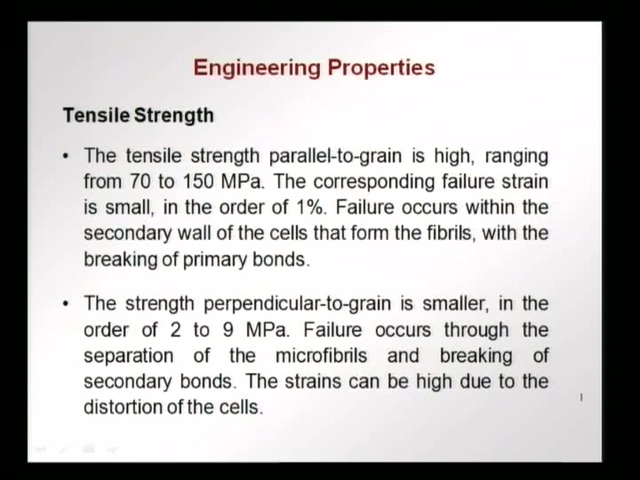 Engineering Properties
Tensile Strength
• The tensile strength parallel-to-grain is high, ranging
from 70 to 150 MPa. The corresponding failure strain
is small, in the order of 1%. Failure occurs within the
secondary wall of the cells that form the fibrils, with the
breaking of primary bonds.
• The strength perpendicular-to-grain is smaller, in the
order of 2 to 9 MPa. Failure occurs through the
separation of the microfibrils and breaking of
secondary bonds. The strains can be high due to the
distortion of the cells.